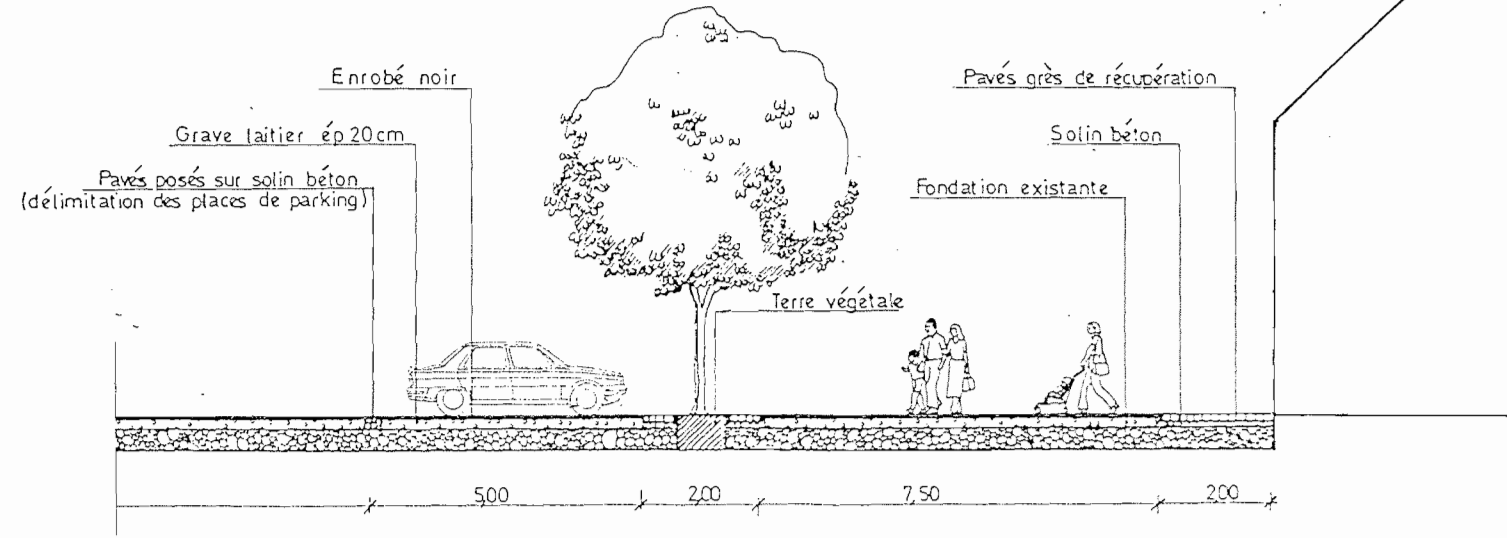 Enrobé noir
Grave laitier ép 20cm
Pavés posés sur solin béton
(délimitation des places de parking)
Pavés grès de récupération
Solin béton
Fondation existante
Terre végétale
5,00 2,00 7,50 2,00